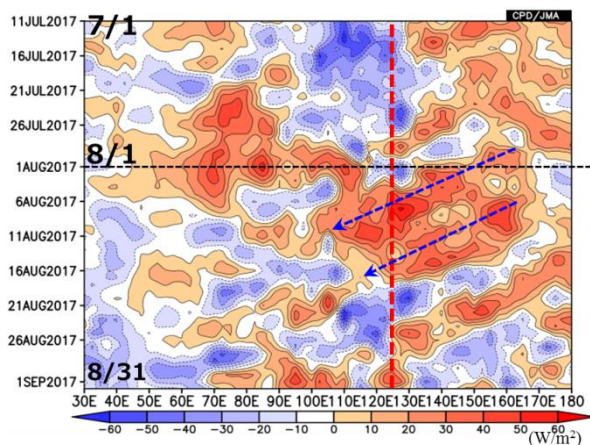 CPD/JMA
11JUL2017
7/1
16JUL2017
21JUL2017
26JUL2017
8/1
1AUG2017
6AUG2017
11AUG2017
16AUG2017
21AUG2017
26AUG2017
1SEP2017
8/31
30E 40E 50E 60E 70E 80E 90E 100E 110E 120E 130E 140E 150E 160E 170E 180
-60 -50 -40 -30 -20 -10 0 10 20 30 40 50 60
(W/m²)